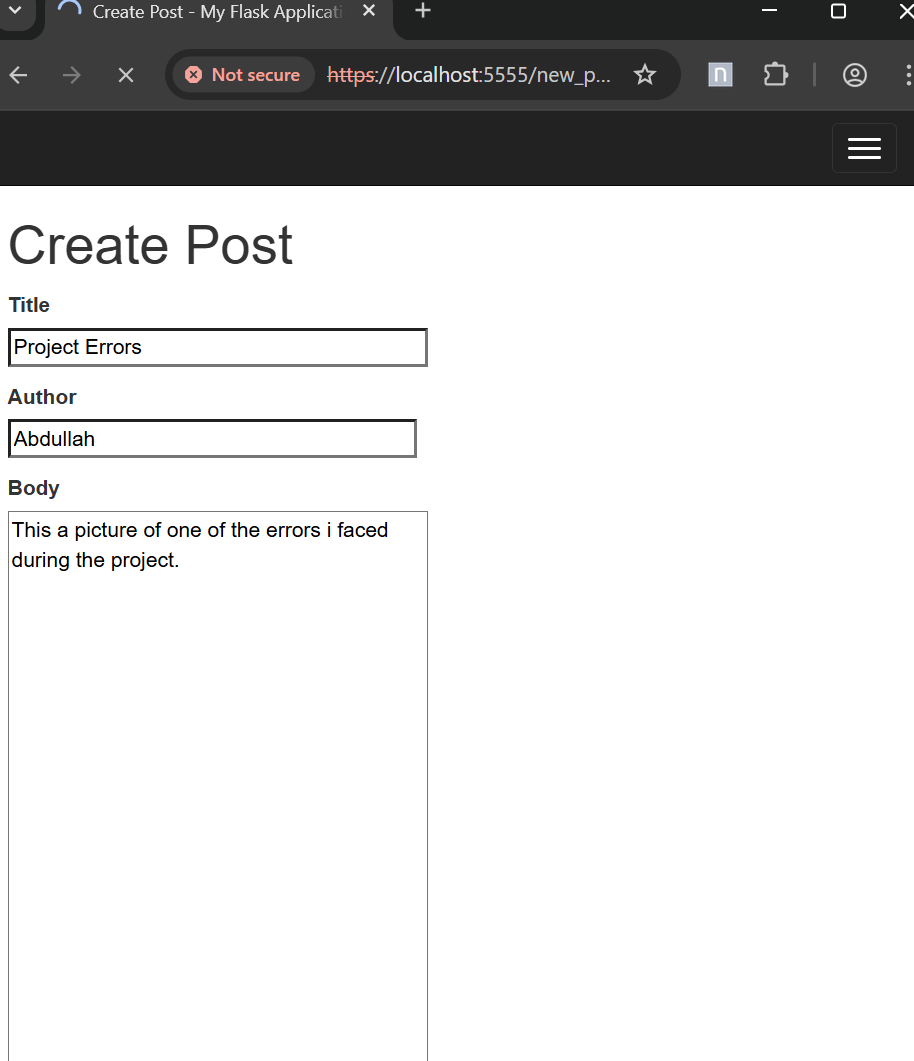 Create Post - My Flask Applicati
Not secure
https://localhost:5555/new_p...
n
Create Post
Title
Project Errors
Author
Abdullah
Body
This a picture of one of the errors i faced
during the project.